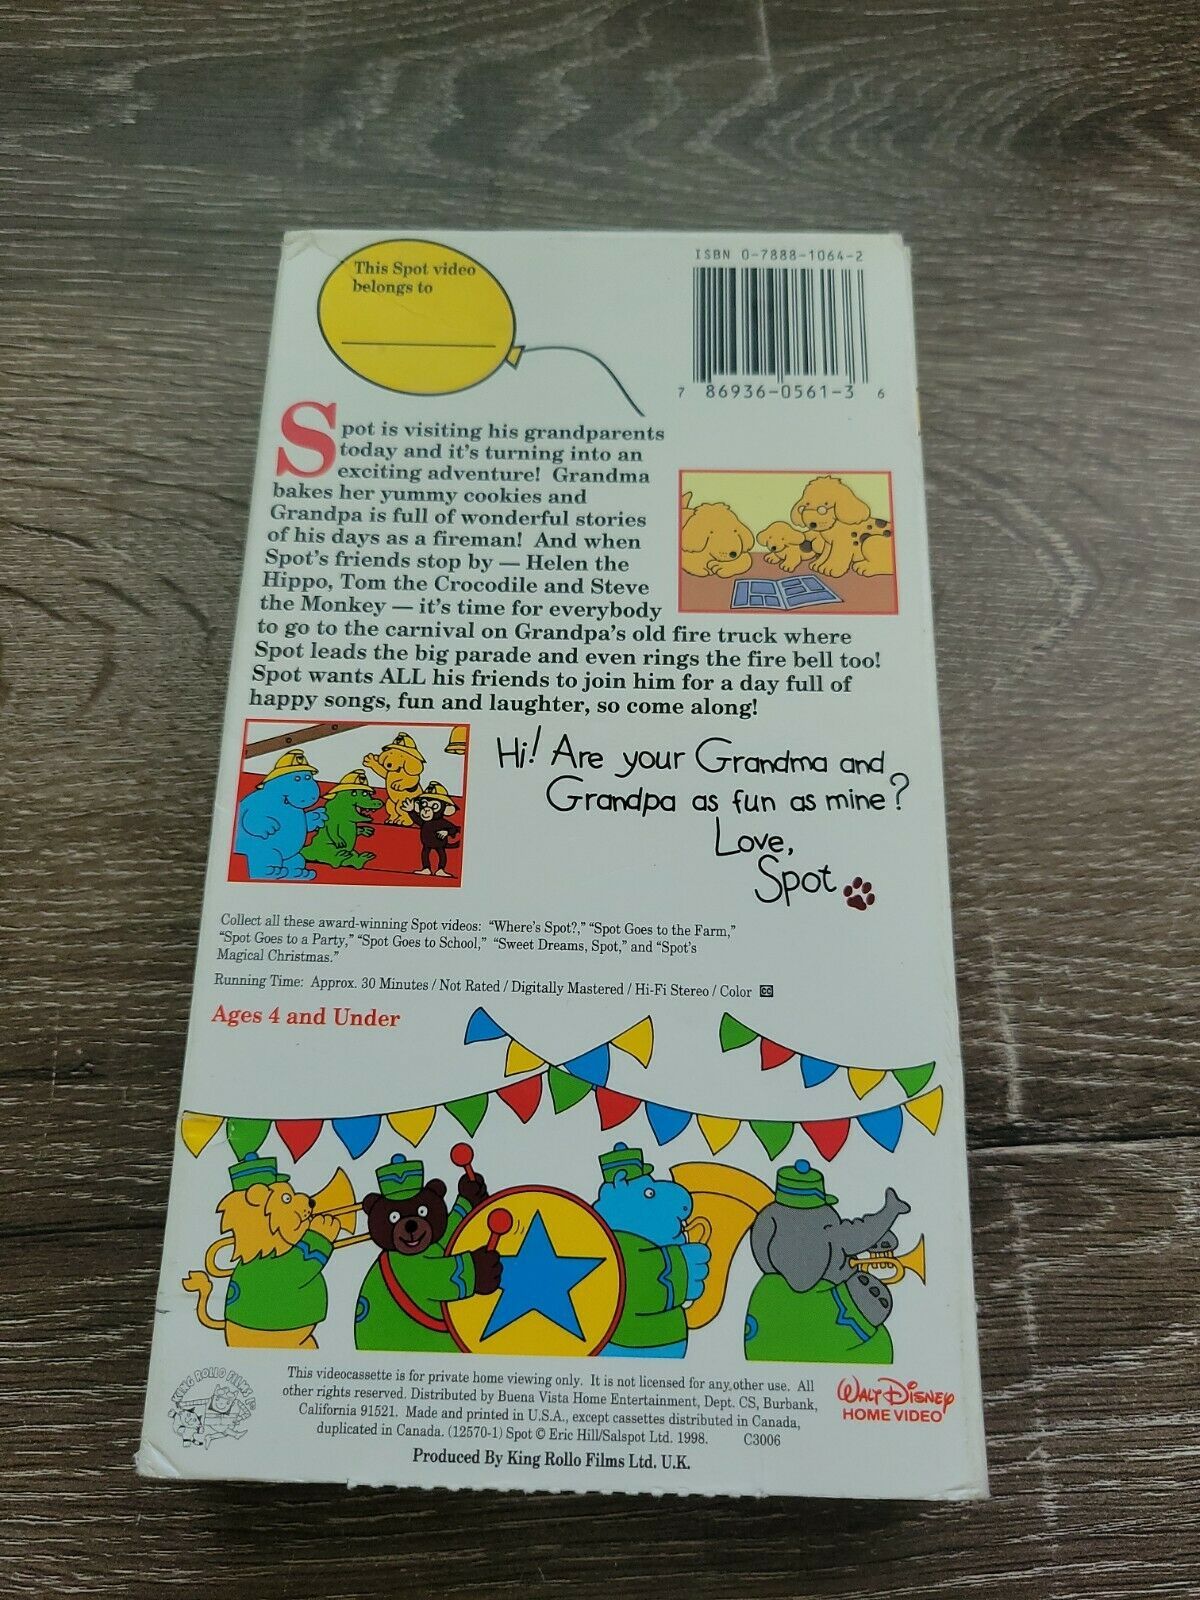 This Spot video
belongs to
ISBN 0-7888-1064-2
7 86936-0561-3 6
Spot is visiting his grandparents
today and it's turning into an
exciting adventure! Grandma
bakes her yummy cookies and
Grandpa is full of wonderful stories
of his days as a fireman! And when
Spot's friends stop by — Helen the
Hippo, Tom the Crocodile and Steve
the Monkey — it's time for everybody
to go to the carnival on Grandpa's old fire truck where
Spot leads the big parade and even rings the fire bell too!
Spot wants ALL his friends to join him for a day full of
happy songs, fun and laughter, so come along!
Hi! Are your Grandma and
Grandpa as fun as mine?
Love,
Spot
Collect all these award-winning Spot videos: "Where's Spot?," "Spot Goes to the Farm,"
"Spot Goes to a Party," "Spot Goes to School," "Sweet Dreams, Spot," and "Spot's
Magical Christmas."
Running Time: Approx. 30 Minutes / Not Rated / Digitally Mastered / Hi-Fi Stereo / Color CC
Ages 4 and Under
KING ROLLO FILMS
This videocassette is for private home viewing only. It is not licensed for any other use. All
other rights reserved. Distributed by Buena Vista Home Entertainment, Dept. CS, Burbank,
California 91521. Made and printed in U.S.A., except cassettes distributed in Canada,
duplicated in Canada. (12570-1) Spot © Eric Hill/Salspot Ltd. 1998. C3006
Produced By King Rollo Films Ltd. U.K.
WALT DISNEY
HOME VIDEO